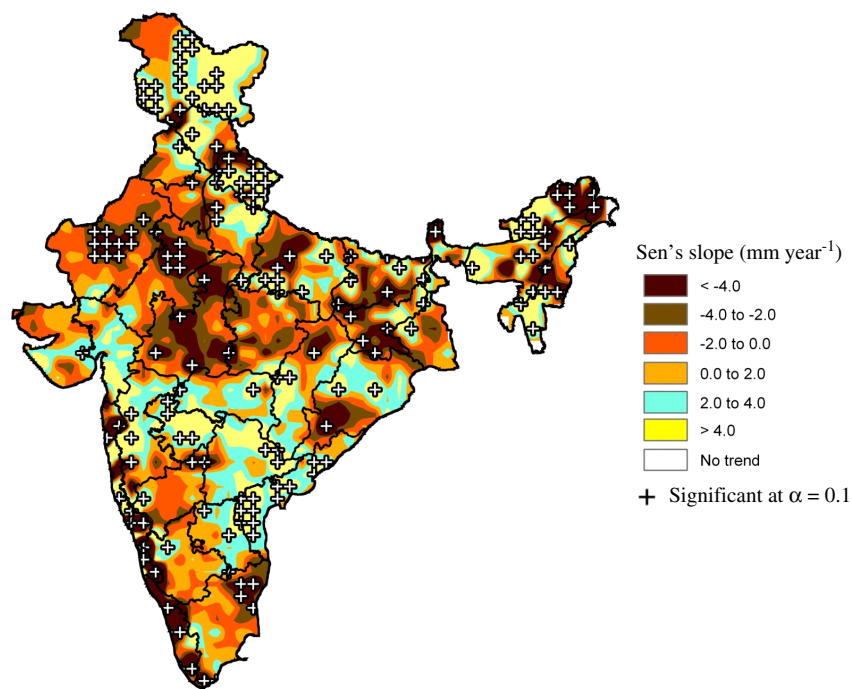 Sen's slope (mm year-1)
< -4.0
-4.0 to -2.0
-2.0 to 0.0
0.0 to 2.0
2.0 to 4.0
> 4.0
No trend
Significant at α = 0.1